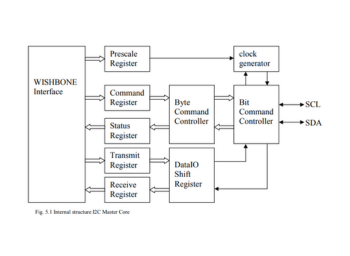 Prescale
Register
clock
generator
WISHBONE
Interface
Command
Register
Byte
Command
Controller
Bit
Command
Controller
SCL
SDA
Status
Register
Transmit
Register
DataIO
Shift
Register
Receive
Register
Fig. 5.1 Internal structure I2C Master Core